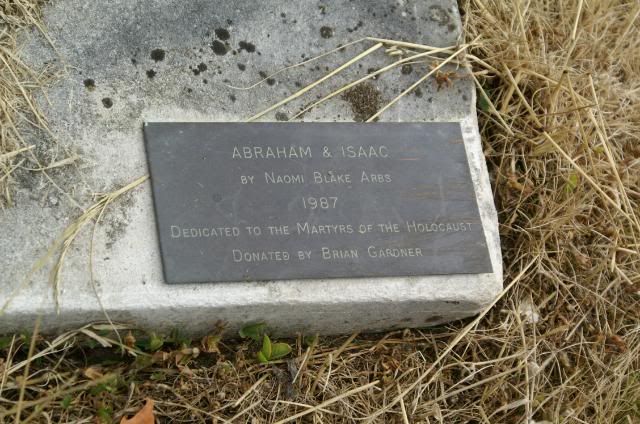 ABRAHAM & ISAAC
BY NAOMI BLAKE ARBS
1987
DEDICATED TO THE MARTYRS OF THE HOLOCAUST
DONATED BY BRIAN GARDNER